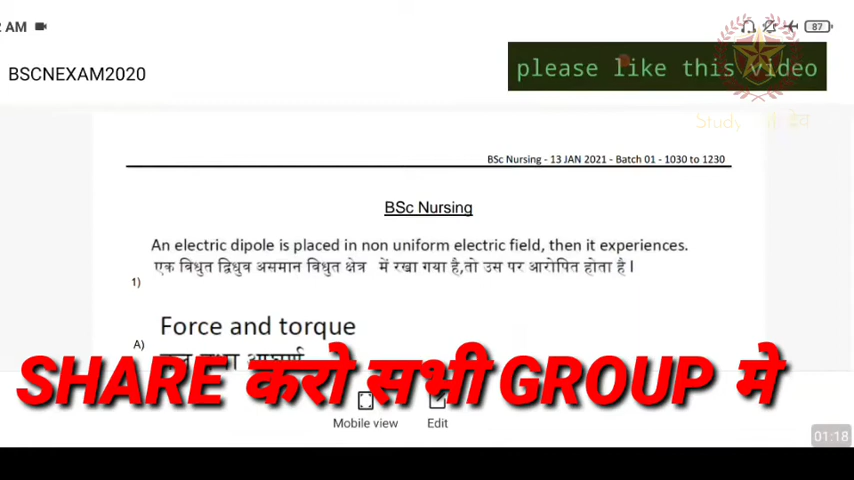 2 AM
87
please like this video
BSCNEXAM2020
Study
BSc Nursing - 13 JAN 2021 - Batch 01 - 1030 to 1230
BSc Nursing
An electric dipole is placed in non uniform electric field, then it experiences.
एक विधुत द्विधुव असमान विधुत क्षेत्र में रखा गया है,तो उस पर आरोपित होता है।
1)
Force and torque
A)
SHARE करो सभी GROUP मे
Mobile view
Edit
01:18